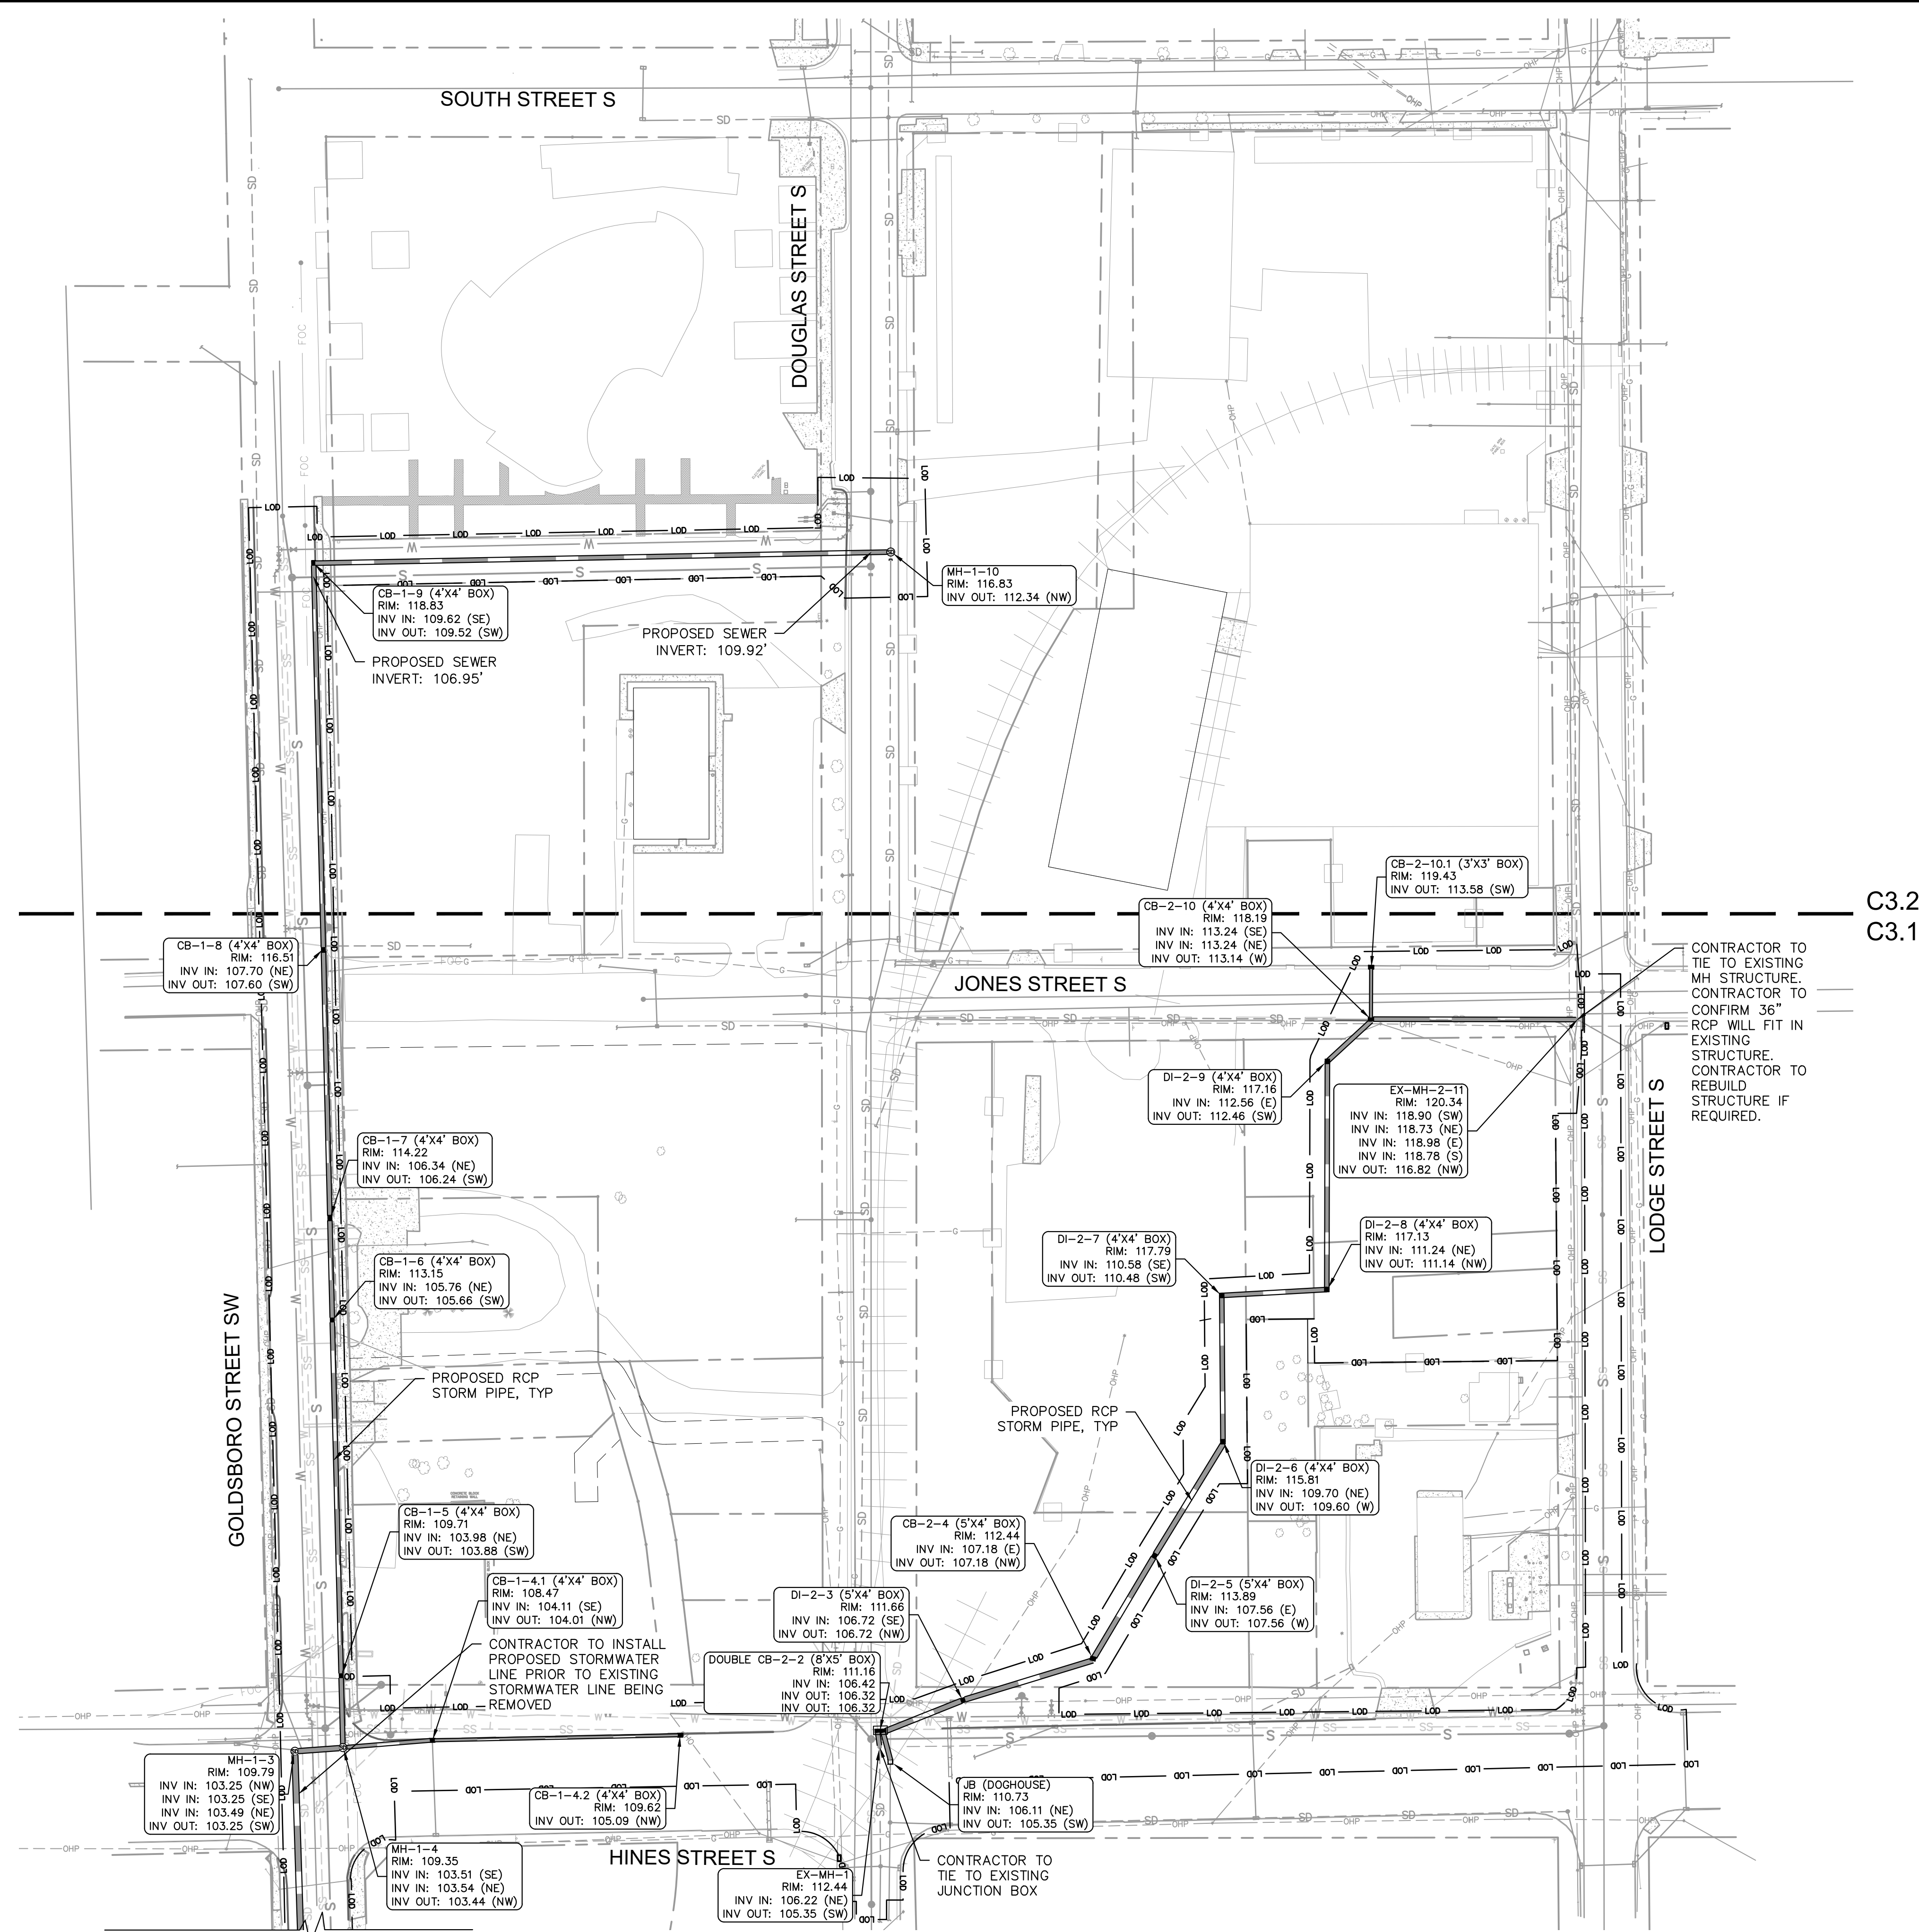 SOUTH STREET S
DOUGLAS STREET S
MH-1-10
RIM: 116.83
INV OUT: 112.34 (NW)
CB-1-9 (4'X4' BOX)
RIM: 118.83
INV IN: 109.62 (SE)
INV OUT: 109.52 (SW)
PROPOSED SEWER
INVERT: 109.92'
PROPOSED SEWER
INVERT: 106.95'
CB-2-10.1 (3'X3' BOX)
RIM: 119.43
INV OUT: 113.58 (SW)
C3.2
C3.1
CB-2-10 (4'X4' BOX)
RIM: 118.19
INV IN: 113.24 (SE)
INV IN: 113.24 (NE)
INV OUT: 113.14 (W)
CB-1-8 (4'X4' BOX)
RIM: 116.51
INV IN: 107.70 (NE)
INV OUT: 107.60 (SW)
JONES STREET S
CONTRACTOR TO
TIE TO EXISTING
MH STRUCTURE.
CONTRACTOR TO
CONFIRM 36"
RCP WILL FIT IN
EXISTING
STRUCTURE.
CONTRACTOR TO
REBUILD
STRUCTURE IF
REQUIRED.
DI-2-9 (4'X4' BOX)
RIM: 117.16
INV IN: 112.56 (E)
INV OUT: 112.46 (SW)
EX-MH-2-11
RIM: 120.34
INV IN: 118.90 (SW)
INV IN: 118.73 (NE)
INV IN: 118.98 (E)
INV IN: 118.78 (S)
INV OUT: 116.82 (NW)
LODGE STREET S
CB-1-7 (4'X4' BOX)
RIM: 114.22
INV IN: 106.34 (NE)
INV OUT: 106.24 (SW)
DI-2-7 (4'X4' BOX)
RIM: 117.79
INV IN: 110.58 (SE)
INV OUT: 110.48 (SW)
DI-2-8 (4'X4' BOX)
RIM: 117.13
INV IN: 111.24 (NE)
INV OUT: 111.14 (NW)
CB-1-6 (4'X4' BOX)
RIM: 113.15
INV IN: 105.76 (NE)
INV OUT: 105.66 (SW)
GOLDSBORO STREET SW
PROPOSED RCP
STORM PIPE, TYP
PROPOSED RCP
STORM PIPE, TYP
DI-2-6 (4'X4' BOX)
RIM: 115.81
INV IN: 109.70 (NE)
INV OUT: 109.60 (W)
CB-1-5 (4'X4' BOX)
RIM: 109.71
INV IN: 103.98 (NE)
INV OUT: 103.88 (SW)
CB-2-4 (5'X4' BOX)
RIM: 112.44
INV IN: 107.18 (E)
INV OUT: 107.18 (NW)
CB-1-4.1 (4'X4' BOX)
RIM: 108.47
INV IN: 104.11 (SE)
INV OUT: 104.01 (NW)
DI-2-3 (5'X4' BOX)
RIM: 111.66
INV IN: 106.72 (SE)
INV OUT: 106.72 (NW)
DI-2-5 (5'X4' BOX)
RIM: 113.89
INV IN: 107.56 (E)
INV OUT: 107.56 (W)
CONTRACTOR TO INSTALL
PROPOSED STORMWATER
LINE PRIOR TO EXISTING
STORMWATER LINE BEING
REMOVED
DOUBLE CB-2-2 (8'X5' BOX)
RIM: 111.16
INV IN: 106.42
INV OUT: 106.32
INV OUT: 106.32
MH-1-3
RIM: 109.79
INV IN: 103.25 (NW)
INV IN: 103.25 (SE)
INV IN: 103.49 (NE)
INV OUT: 103.25 (SW)
CB-1-4.2 (4'X4' BOX)
RIM: 109.62
INV OUT: 105.09 (NW)
JB (DOGHOUSE)
RIM: 110.73
INV IN: 106.11 (NE)
INV OUT: 105.35 (SW)
MH-1-4
RIM: 109.35
INV IN: 103.51 (SE)
INV IN: 103.54 (NE)
INV OUT: 103.44 (NW)
HINES STREET S
EX-MH-1
RIM: 112.44
INV IN: 106.22 (NE)
INV OUT: 105.35 (SW)
CONTRACTOR TO
TIE TO EXISTING
JUNCTION BOX